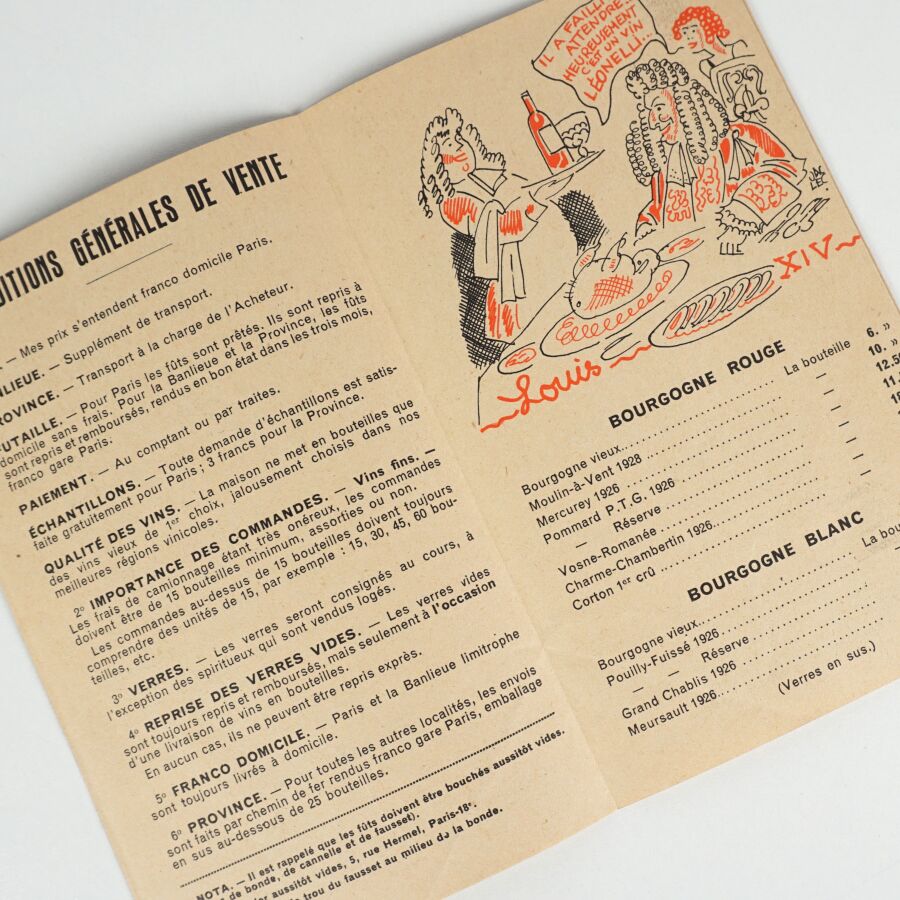 DITIONS GÉNÉRALES DE VENTE
— Mes prix s'entendent franco domicile Paris.
NLIEUE. — Supplément de transport.
ROVINCE. — Transport à la charge de l'Acheteur.
UTAILLE. — Pour Paris les fûts sont prêtés. Ils sont repris à
domicile sans frais. Pour la Banlieue et la Province, les fûts
sont repris et remboursés, rendus en bon état dans les trois mois,
franco gare Paris.
PAIEMENT. — Au comptant ou par traites.
ÉCHANTILLONS. — Toute demande d'échantillons est satis-
faite gratuitement pour Paris ; 3 francs pour la Province.
QUALITÉ DES VINS. — La maison ne met en bouteilles que
des vins vieux de 1er choix, jalousement choisis dans nos
meilleures régions vinicoles.
2º IMPORTANCE DES COMMANDES. — Vins fins. —
Les frais de camionnage étant très onéreux, les commandes
doivent être de 15 bouteilles minimum, assorties ou non.
Les commandes au-dessus de 15 bouteilles doivent toujours
comprendre des unités de 15, par exemple : 15, 30, 45, 60 bou-
teilles, etc.
3º VERRES. — Les verres seront consignés au cours, à
l'exception des spiritueux qui sont vendus logés.
4º REPRISE DES VERRES VIDES. — Les verres vides
sont toujours repris et remboursés, mais seulement à l'occasion
d'une livraison de vins en bouteilles.
En aucun cas, ils ne peuvent être repris exprès.
5º FRANCO DOMICILE. — Paris et la Banlieue limitrophe
sont toujours livrés à domicile.
6º PROVINCE. — Pour toutes les autres localités, les envois
sont faits par chemin de fer rendus franco gare Paris, emballage
en sus au-dessous de 25 bouteilles.
NOTA. — Il est rappelé que les fûts doivent être bouchés aussitôt vides.
de bonde, de cannelle et de fausset).
er aussitôt vides, 5, rue Hermel, Paris-18e.
trou du fausset au milieu de la bonde.
IL A FAILLI
ATTENDRE..
HEUREUSEMENT
C'EST UN VIN
LÉONELLI...
Louis XIV
BOURGOGNE ROUGE
Bourgogne vieux........ La bouteille 6. »
Moulin-à-Vent 1928 — 10. »
Mercurey 1926 — 12.5
Pommard P.T.G. 1926 — 11.
— Réserve —
Vosne-Romanée —
Charme-Chambertin 1926 —
Corton 1er crû —
BOURGOGNE BLANC
Bourgogne vieux........ La bou
Pouilly-Fuissé 1926
— — Réserve
Grand Chablis 1926
Meursault 1926
(Verres en sus.)